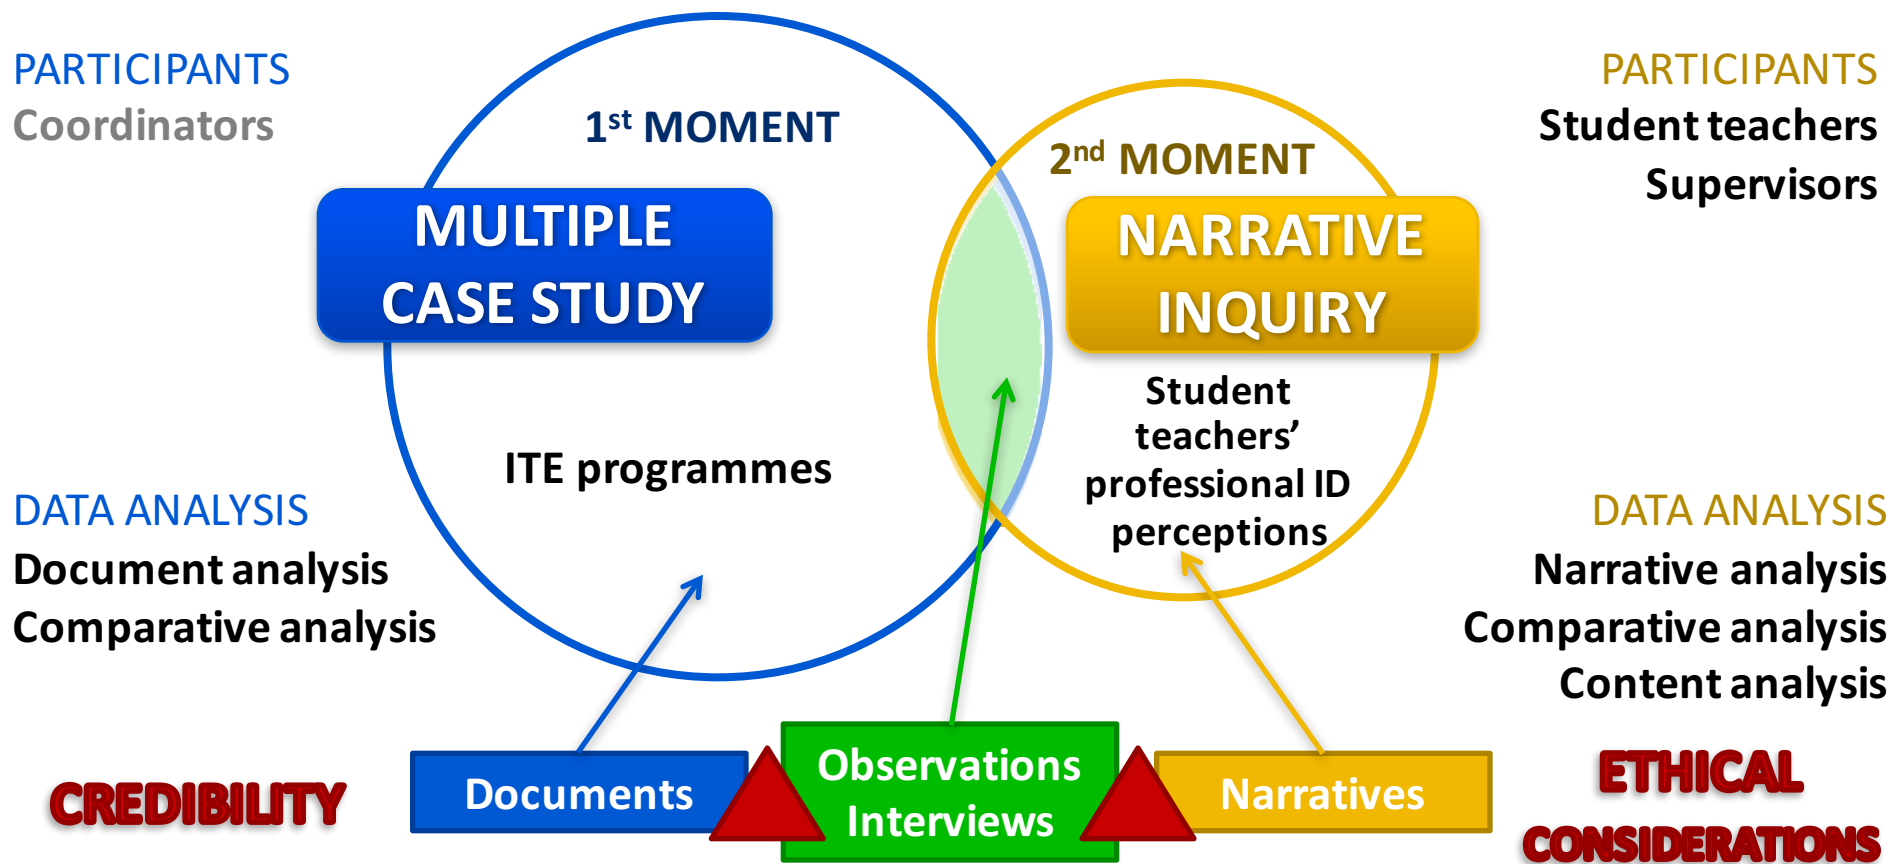 PARTICIPANTS
Coordinators
1st MOMENT
MULTIPLE
CASE STUDY
ITE programmes
DATA ANALYSIS
Document analysis
Comparative analysis
2nd MOMENT
NARRATIVE
INQUIRY
Student
teachers’
professional ID
perceptions
PARTICIPANTS
Student teachers
Supervisors
DATA ANALYSIS
Narrative analysis
Comparative analysis
Content analysis
CREDIBILITY
Documents
Observations
Interviews
Narratives
ETHICAL
CONSIDERATIONS